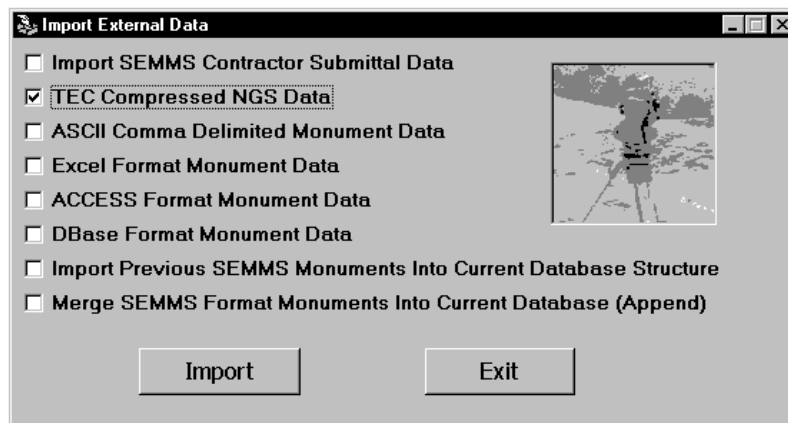 Import External Data
Import SEMMS Contractor Submittal Data
TEC Compressed NGS Data
ASCII Comma Delimited Monument Data
Excel Format Monument Data
ACCESS Format Monument Data
DBase Format Monument Data
Import Previous SEMMS Monuments Into Current Database Structure
Merge SEMMS Format Monuments Into Current Database (Append)
Import Exit